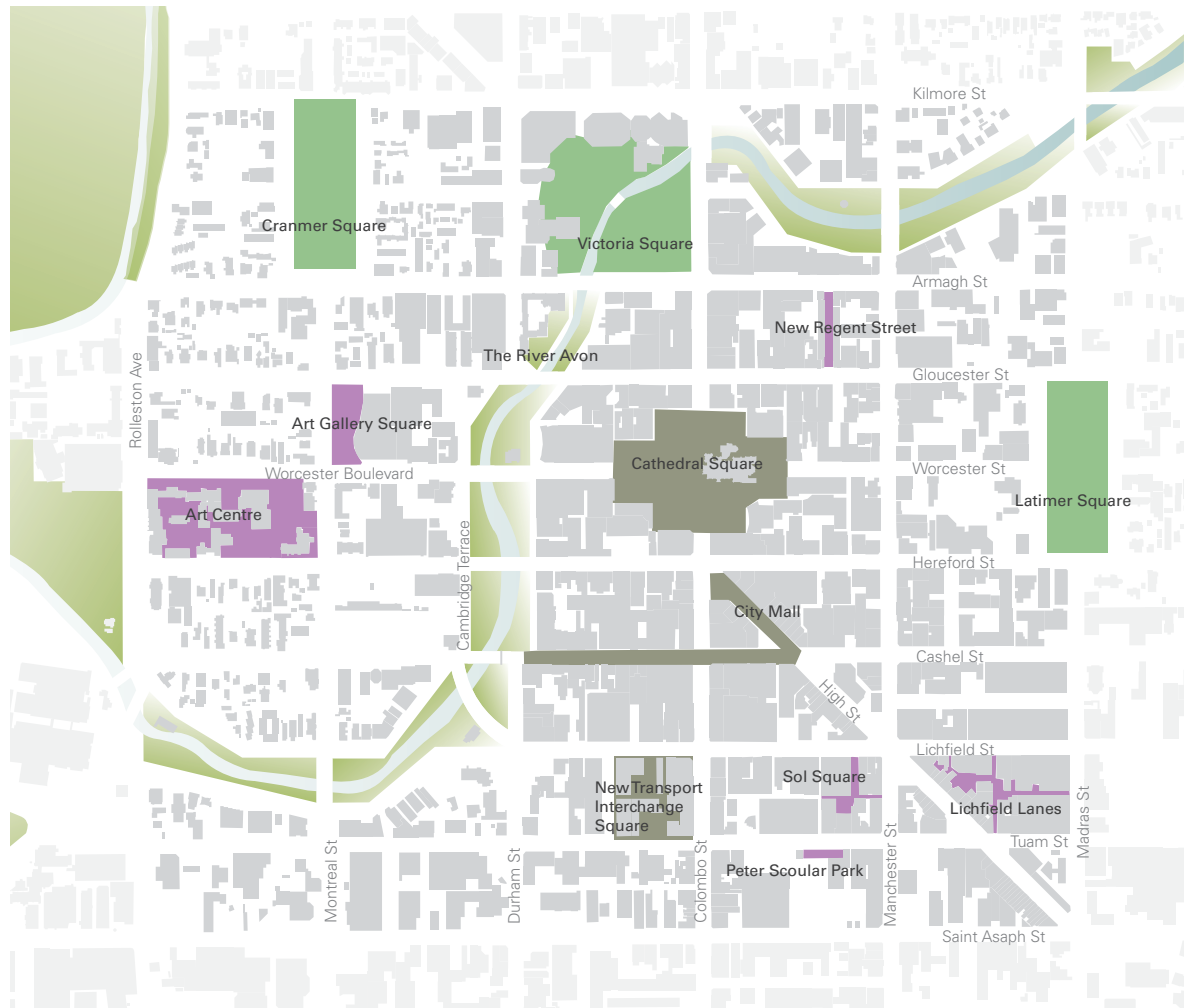 Kilmore St
Cranmer Square
Victoria Square
Armagh St
New Regent Street
The River Avon
Rolleston Ave
Gloucester St
Art Gallery Square
Cathedral Square
Worcester Boulevard
Worcester St
Latimer Square
Art Centre
Cambridge Terrace
Hereford St
City Mall
Cashel St
High St
Lichfield St
Sol Square
New Transport
Interchange
Square
Lichfield Lanes
Madras St
Tuam St
Montreal St
Durham St
Colombo St
Peter Scoular Park
Manchester St
Saint Asaph St